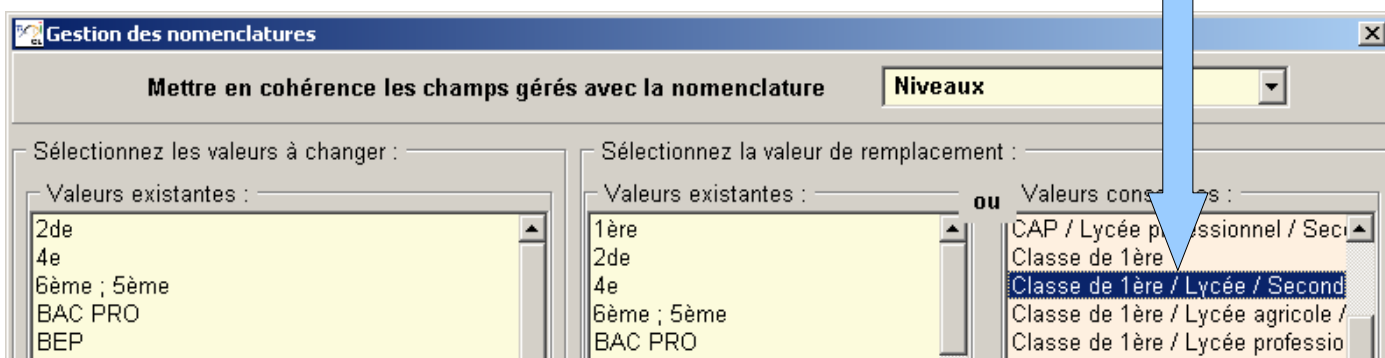 Gestion des nomenclatures
Mettre en cohérence les champs gérés avec la nomenclature
Niveaux
Sélectionnez les valeurs à changer :
Sélectionnez la valeur de remplacement :
Valeurs existantes :
2de
4e
6ème ; 5ème
BAC PRO
BEP
Valeurs existantes :
1ère
2de
4e
6ème ; 5ème
BAC PRO
ou
Valeurs :
CAP / Lycée
Classe de 1ère
Classe de 1ère / Lycée / Second
Classe de 1ère / Lycée agricole /
Classe de 1ère / Lycée professio